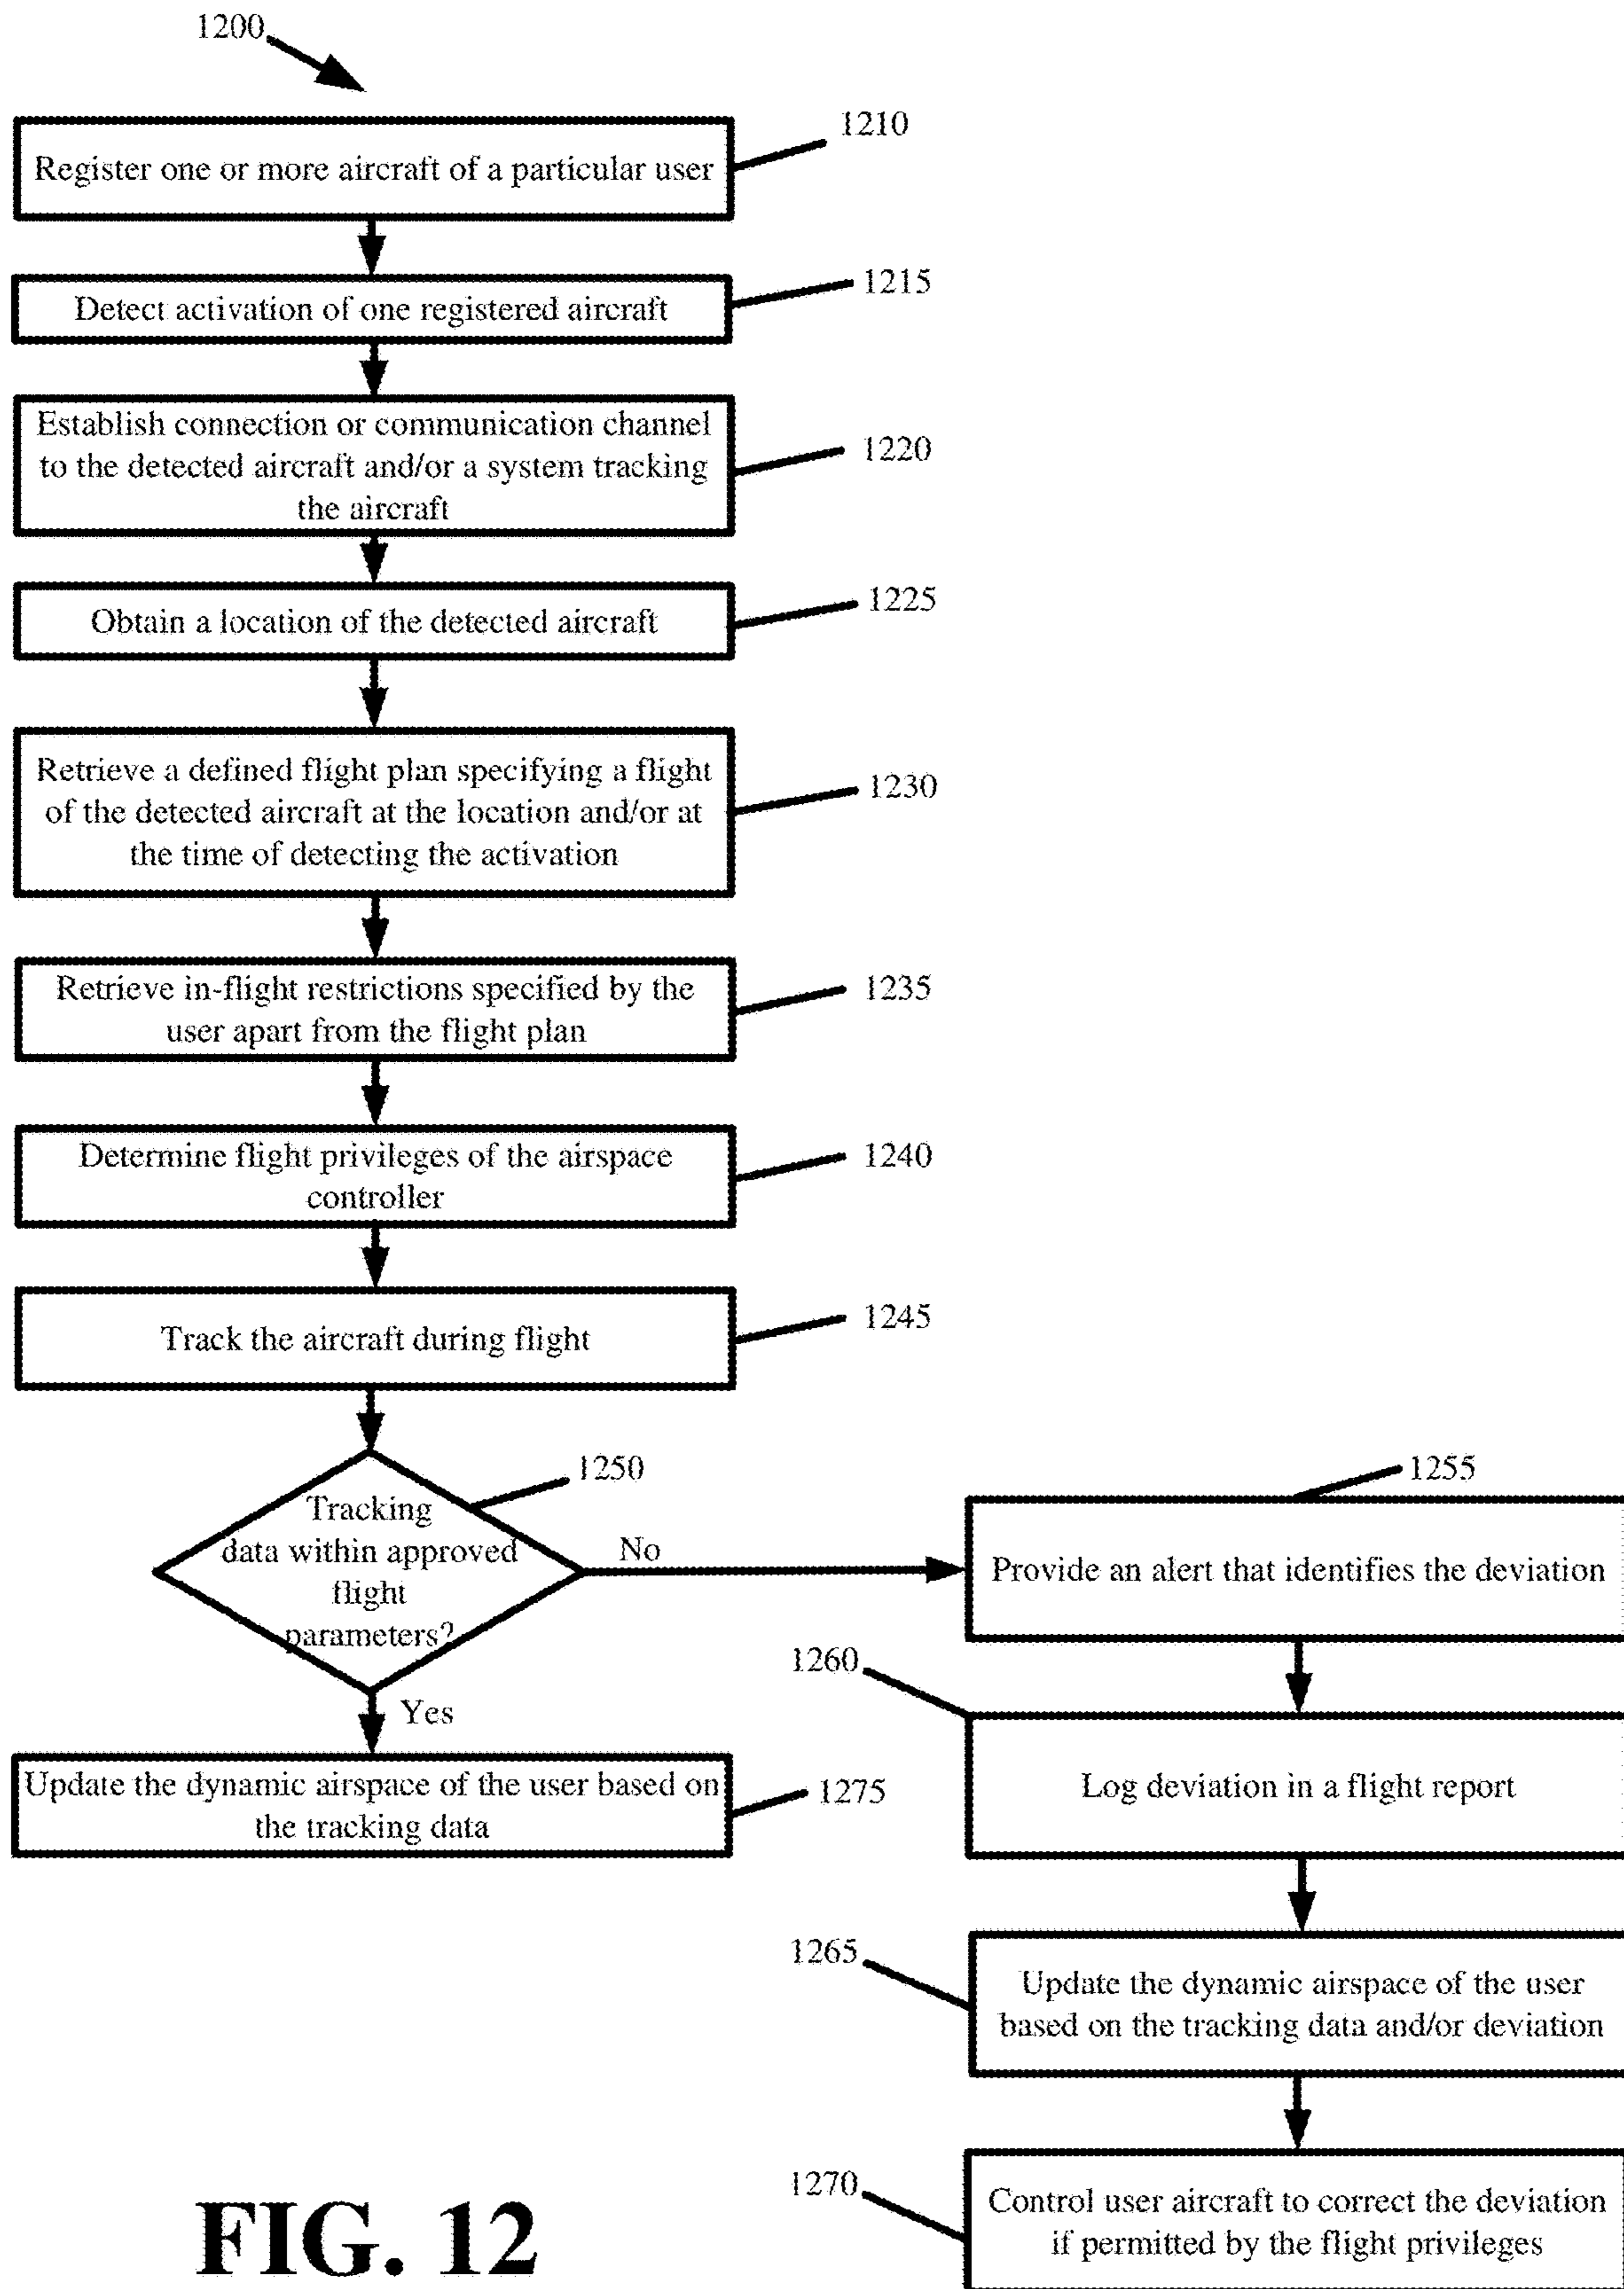 1200
Register one or more aircraft of a particular user
1210
Detect activation of one registered aircraft
1215
Establish connection or communication channel
to the detected aircraft and/or a system tracking
the aircraft
1220
Obtain a location of the detected aircraft
1225
Retrieve a defined flight plan specifying a flight
of the detected aircraft at the location and/or at
the time of detecting the activation
1230
Retrieve in-flight restrictions specified by the
user apart from the flight plan
1235
Determine flight privileges of the airspace
controller
1240
Track the aircraft during flight
1245
Tracking
data within approved
flight
parameters?
1250
No
Yes
Update the dynamic airspace of the user based on
the tracking data
1275
1255
Provide an alert that identifies the deviation
1260
Log deviation in a flight report
1265
Update the dynamic airspace of the user
based on the tracking data and/or deviation
1270
Control user aircraft to correct the deviation
if permitted by the flight privileges
FIG. 12